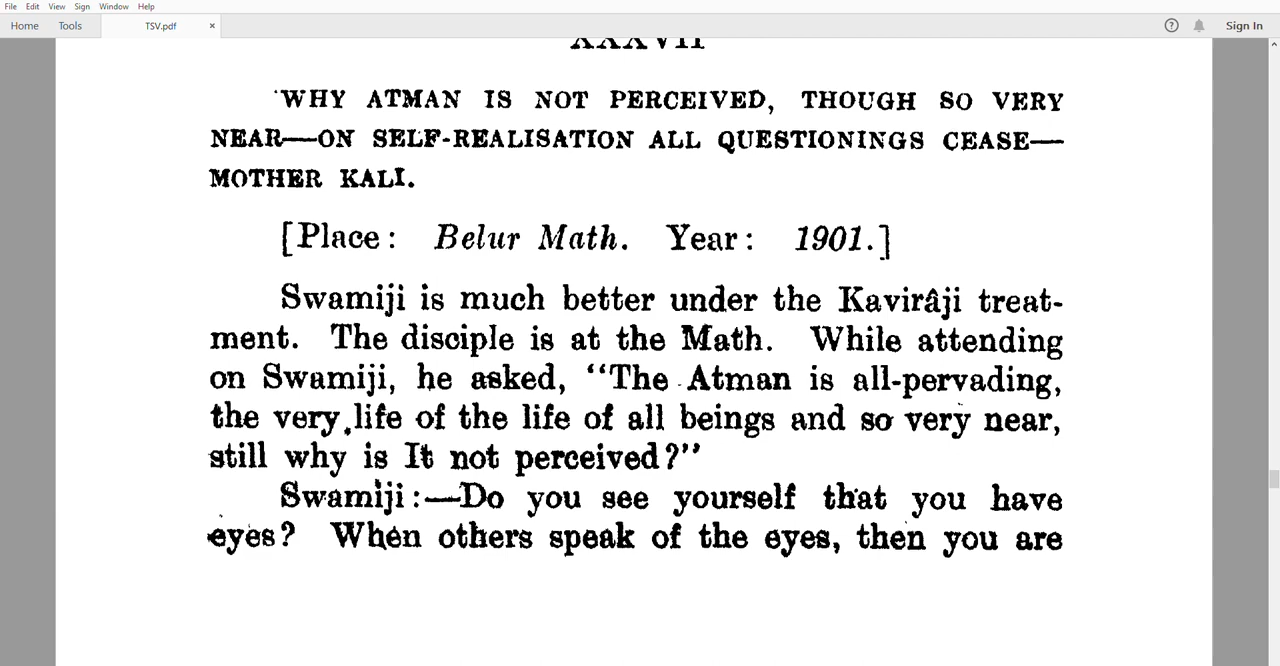 File Edit View Sign Window Help
Home Tools TSV.pdf × ? Sign In
XXXVII
WHY ATMAN IS NOT PERCEIVED, THOUGH SO VERY
NEAR—ON SELF-REALISATION ALL QUESTIONINGS CEASE—
MOTHER KALI.
[Place: Belur Math. Year: 1901.]
Swamiji is much better under the Kavirâji treat-
ment. The disciple is at the Math. While attending
on Swamiji, he asked, “The Atman is all-pervading,
the very life of the life of all beings and so very near,
still why is It not perceived?”
Swamiji:—Do you see yourself that you have
eyes? When others speak of the eyes, then you are